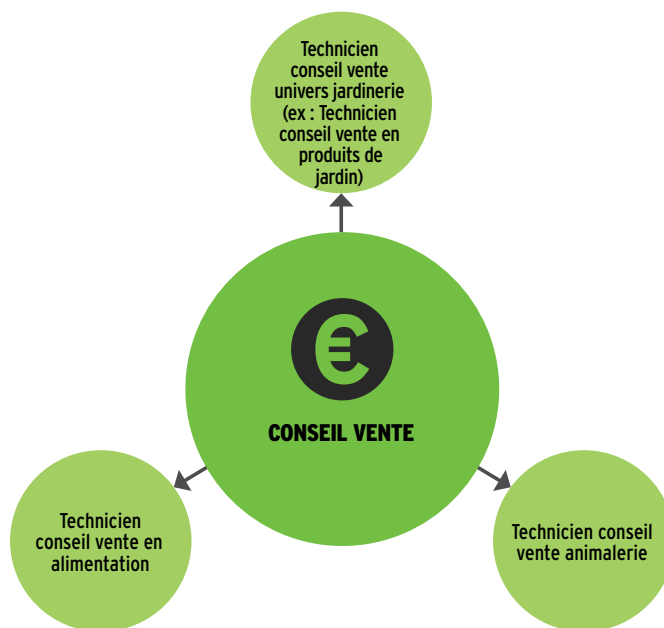 Technicien
conseil vente
univers jardinerie
(ex : Technicien
conseil vente en
produits de
jardin)
€
CONSEIL VENTE
Technicien
conseil vente en
alimentation
Technicien conseil
vente animalerie